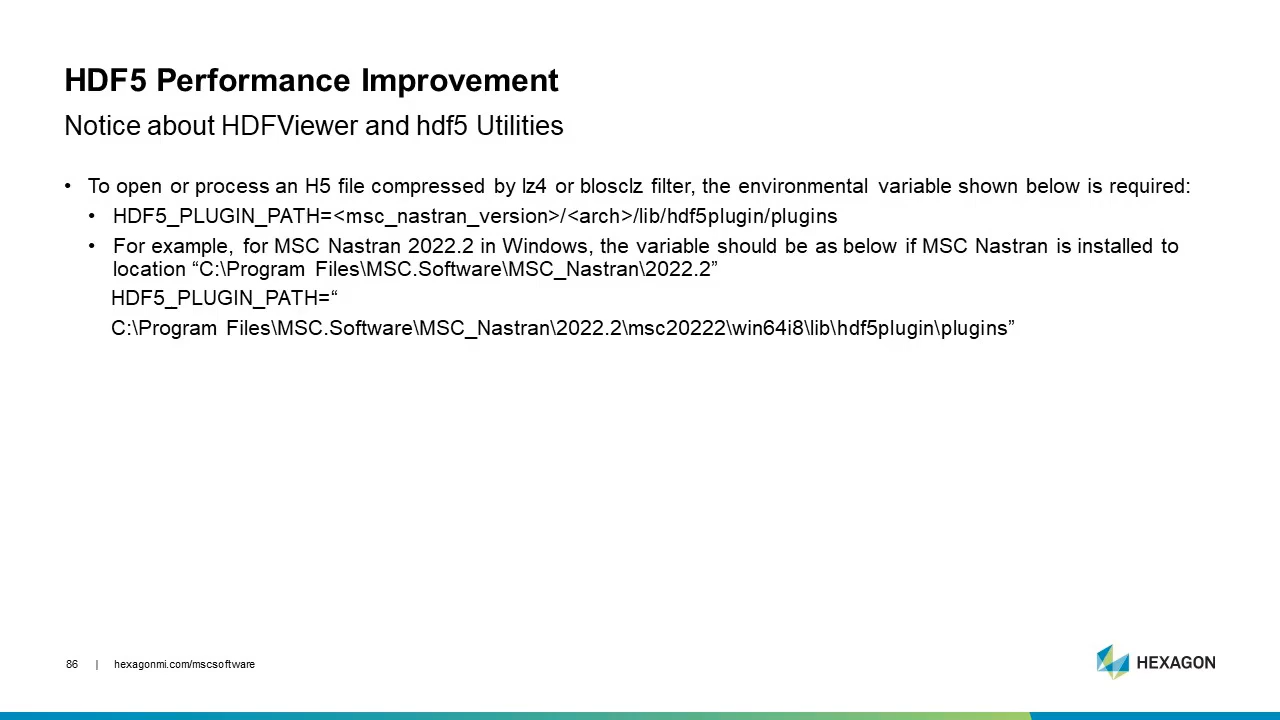 HDF5 Performance Improvement
Notice about HDFViewer and hdf5 Utilities
• To open or process an H5 file compressed by lz4 or blosclz filter, the environmental variable shown below is required:
• HDF5_PLUGIN_PATH=<msc_nastran_version>/<arch>/lib/hdf5plugin/plugins
• For example, for MSC Nastran 2022.2 in Windows, the variable should be as below if MSC Nastran is installed to
location “C:\Program Files\MSC.Software\MSC_Nastran\2022.2”
HDF5_PLUGIN_PATH=“
C:\Program Files\MSC.Software\MSC_Nastran\2022.2\msc20222\win64i8\lib\hdf5plugin\plugins”
86 | hexagonmi.com/mscsoftware
HEXAGON